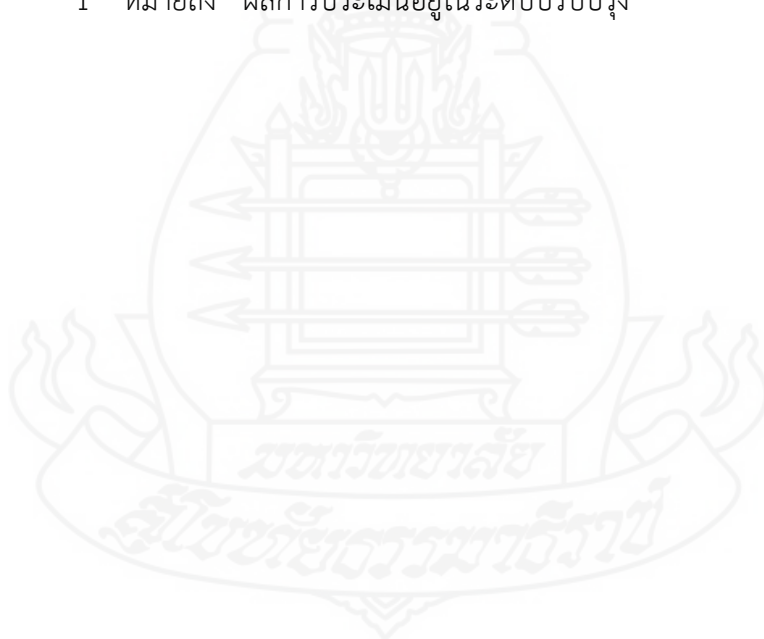 1 หมายถึง ผลการประเมินอยู่ในระดับปรับปรุง
มหาวิทยาลัย
สุโขทัยธรรมาธิราช